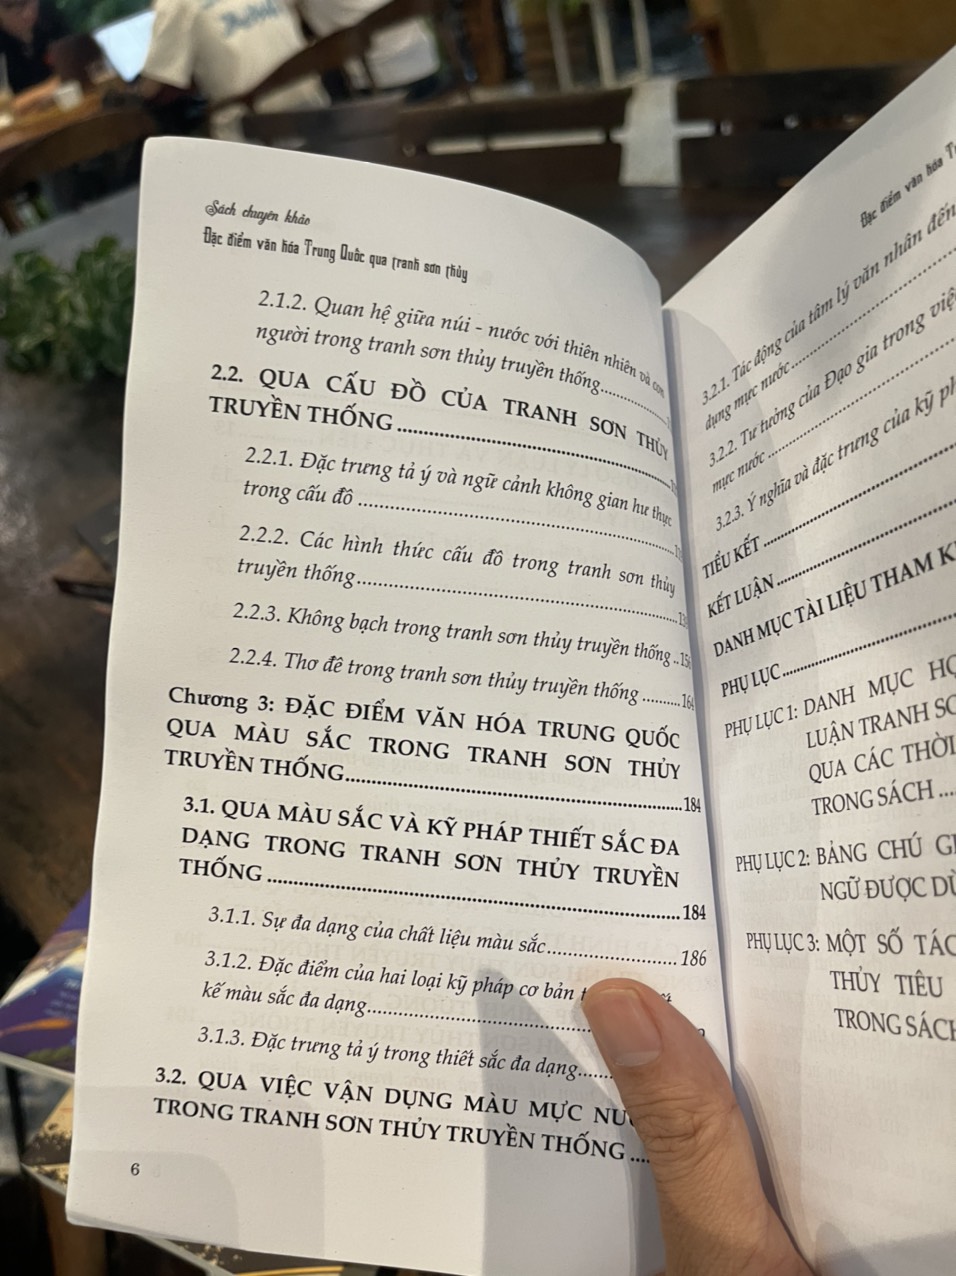 Sách chuyên khảo
Đặc điểm văn hóa Trung Quốc qua tranh sơn thủy
2.1.2. Quan hệ giữa núi - nước với thiên nhiên và con
người trong tranh sơn thủy truyền thống
2.2. QUA CẤU ĐỒ CỦA TRANH SƠN THỦY
TRUYỀN THỐNG
2.2.1. Đặc trưng tả ý và ngữ cảnh không gian hư thực
trong cấu đồ
2.2.2. Các hình thức cấu đồ trong tranh sơn thủy
truyền thống
2.2.3. Không bạch trong tranh sơn thủy truyền thống
2.2.4. Thơ đề trong tranh sơn thủy truyền thống ......... 164
Chương 3: ĐẶC ĐIỂM VĂN HÓA TRUNG QUỐC
QUA MÀU SẮC TRONG TRANH SƠN THỦY
TRUYỀN THỐNG ......... 184
3.1. QUA MÀU SẮC VÀ KỸ PHÁP THIẾT SẮC ĐA
DẠNG TRONG TRANH SƠN THỦY TRUYỀN
THỐNG ......... 184
3.1.1. Sự đa dạng của chất liệu màu sắc ......... 186
3.1.2. Đặc điểm của hai loại kỹ pháp cơ bản
kế màu sắc đa dạng
3.1.3. Đặc trưng tả ý trong thiết sắc đa dạng
3.2. QUA VIỆC VẬN DỤNG MÀU MỰC
TRONG TRANH SƠN THỦY TRUYỀN THỐNG
6
Đặc điểm văn hóa
3.2.1. Tác động của tâm lý văn nhân đến
dụng mực nước
3.2.2. Tư tưởng của Đạo gia trong
mực nước
3.2.3. Ý nghĩa và đặc trưng của kỹ
TIỂU KẾT
KẾT LUẬN
DANH MỤC TÀI LIỆU THAM
PHỤ LỤC
PHỤ LỤC 1: DANH MỤC
LUẬN TRANH
QUA CÁC THỜI
TRONG SÁCH
PHỤ LỤC 2: BẢNG CHÚ
NGỮ ĐƯỢC
PHỤ LỤC 3: MỘT SỐ
THỦY TIÊU
TRONG